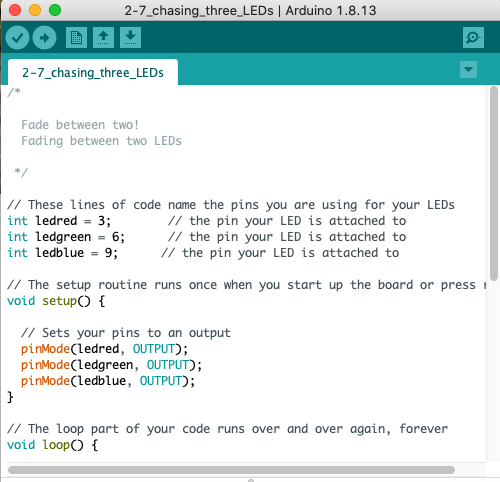 2-7_chasing_three_LEDs | Arduino 1.8.13
2-7_chasing_three_LEDs
/*
Fade between two!
Fading between two LEDs
*/
// These lines of code name the pins you are using for your LEDs
int ledred = 3; // the pin your LED is attached to
int ledgreen = 6; // the pin your LED is attached to
int ledblue = 9; // the pin your LED is attached to
// The setup routine runs once when you start up the board or press
void setup() {
// Sets your pins to an output
pinMode(ledred, OUTPUT);
pinMode(ledgreen, OUTPUT);
pinMode(ledblue, OUTPUT);
}
// The loop part of your code runs over and over again, forever
void loop() {